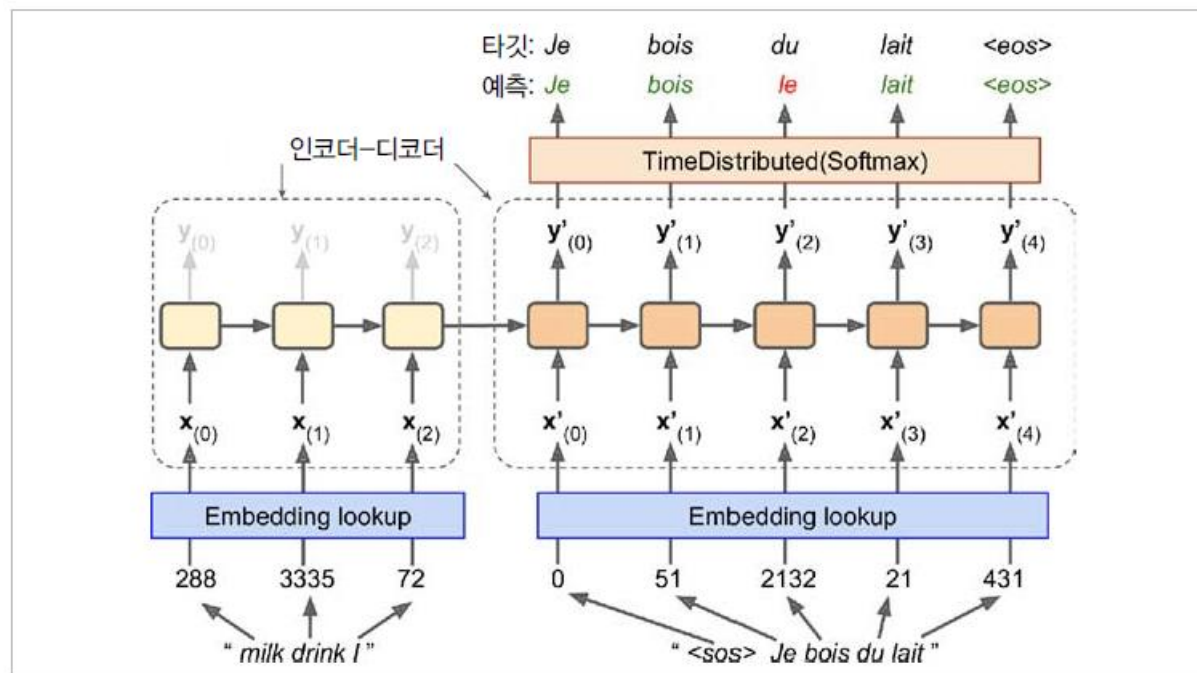 타깃: Je bois du lait <eos>
예측: Je bois le lait <eos>
인코더–디코더
TimeDistributed(Softmax)
y(0) y(1) y(2) y'(0) y'(1) y'(2) y'(3) y'(4)
x(0) x(1) x(2) x'(0) x'(1) x'(2) x'(3) x'(4)
Embedding lookup Embedding lookup
288 3335 72 0 51 2132 21 431
“ milk drink I ” “ <sos> Je bois du lait ”